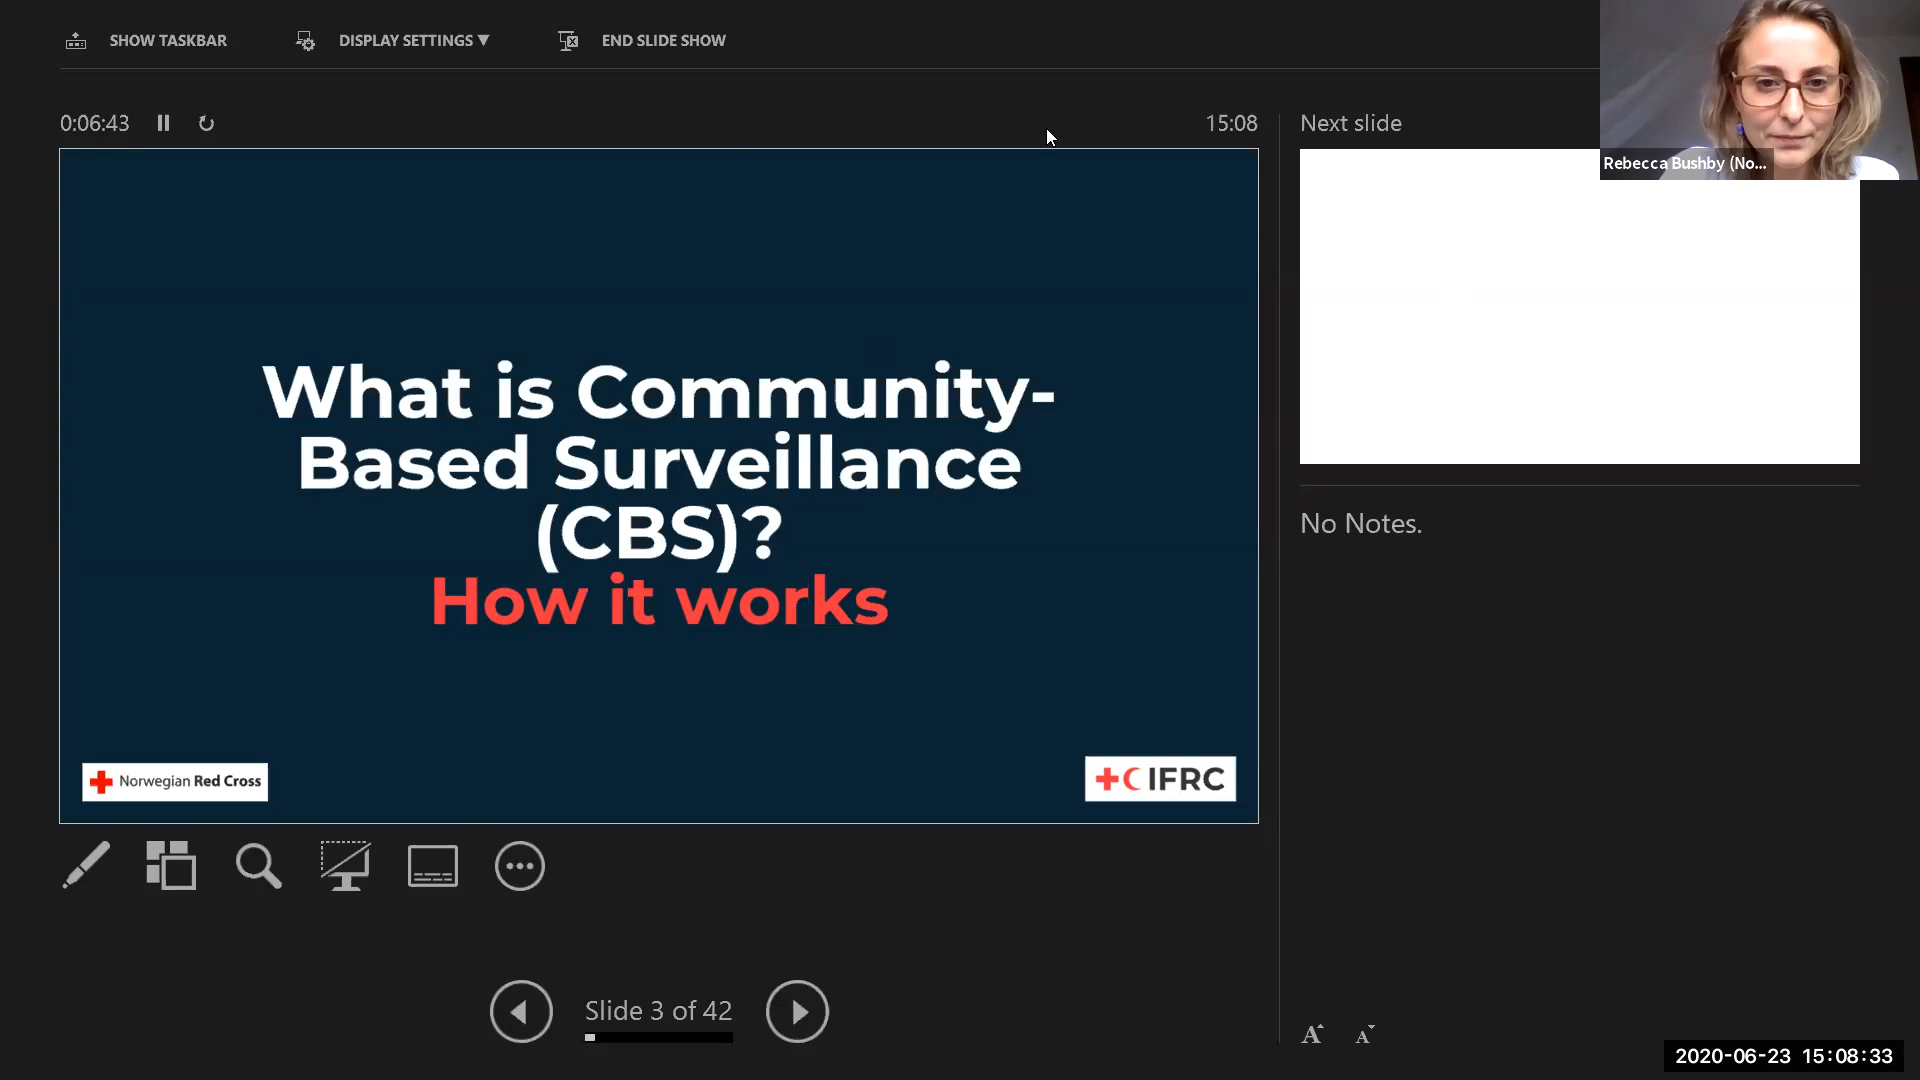 SHOW TASKBAR
DISPLAY SETTINGS ▼
END SLIDE SHOW
0:06:43
15:08
Next slide
Rebecca Bushby (No...
What is Community-
Based Surveillance
(CBS)?
How it works
Norwegian Red Cross
IFRC
No Notes.
Slide 3 of 42
A A
2020-06-23 15:08:33